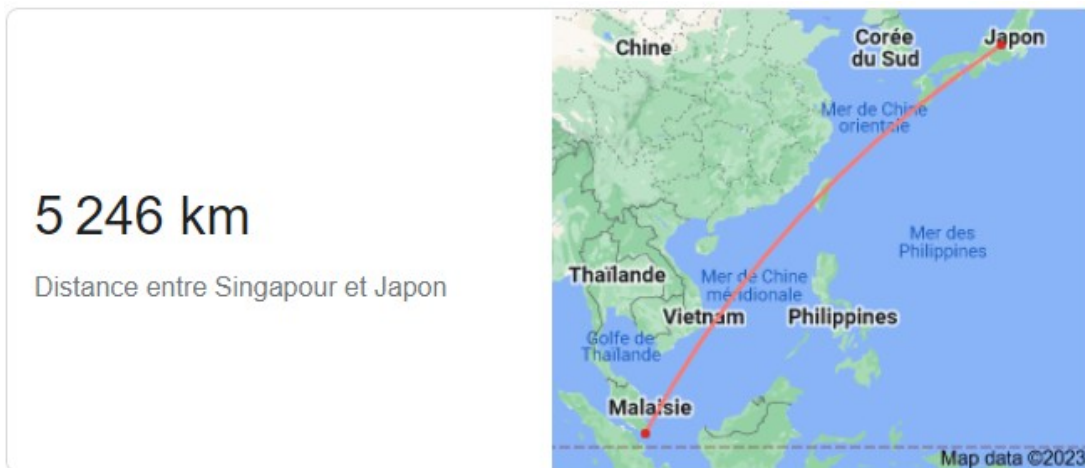 5 246 km
Distance entre Singapour et Japon
Chine
Corée
du Sud
Japon
Mer de Chine
orientale
Mer des
Philippines
Thaïlande
Mer de Chine
méridionale
Vietnam
Philippines
Golfe de
Thaïlande
Malaisie
Map data ©2023